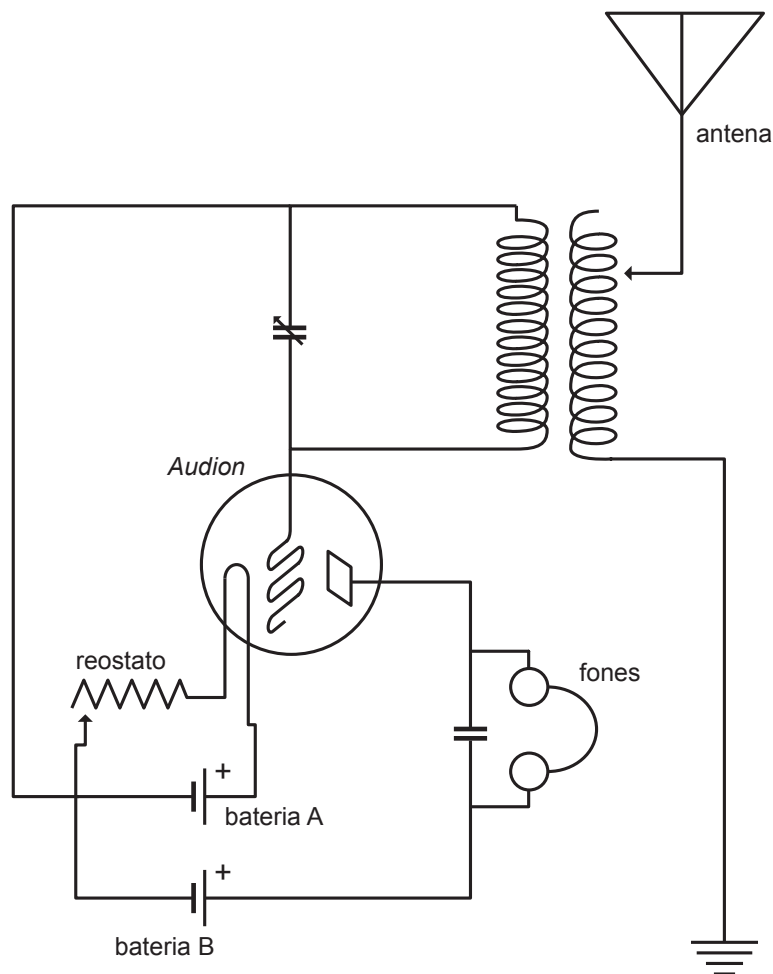 antena
Audion
reostato
fones
+
bateria A
+
bateria B